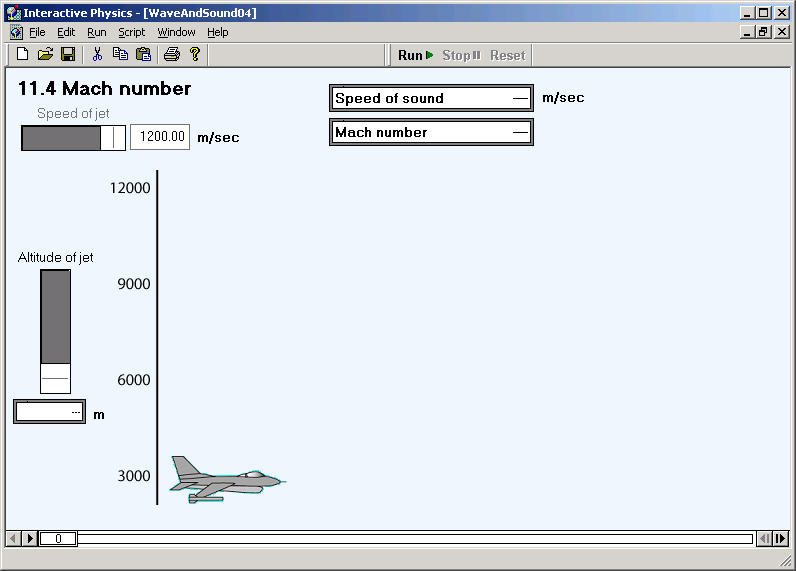 Interactive Physics - [WaveAndSound04]
File Edit Run Script Window Help
Run Stop Reset
11.4 Mach number
Speed of jet
1200.00 m/sec
Speed of sound — m/sec
Mach number —
12000
Altitude of jet
9000
6000
--- m
3000
0